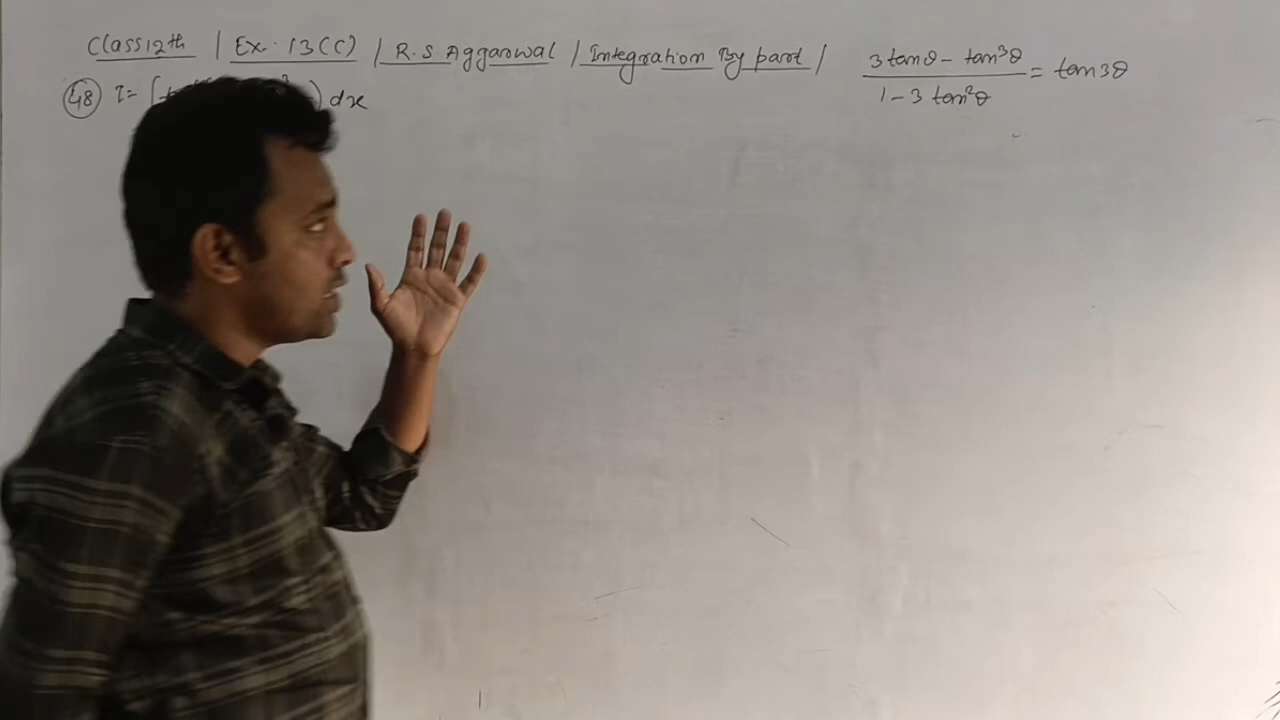 Class 12th / Ex. 13(C) / R.S Aggarwal / Integration By part /
3 tanθ - tan³θ / 1 - 3 tan²θ = tan3θ
48 I = ∫ ) dx